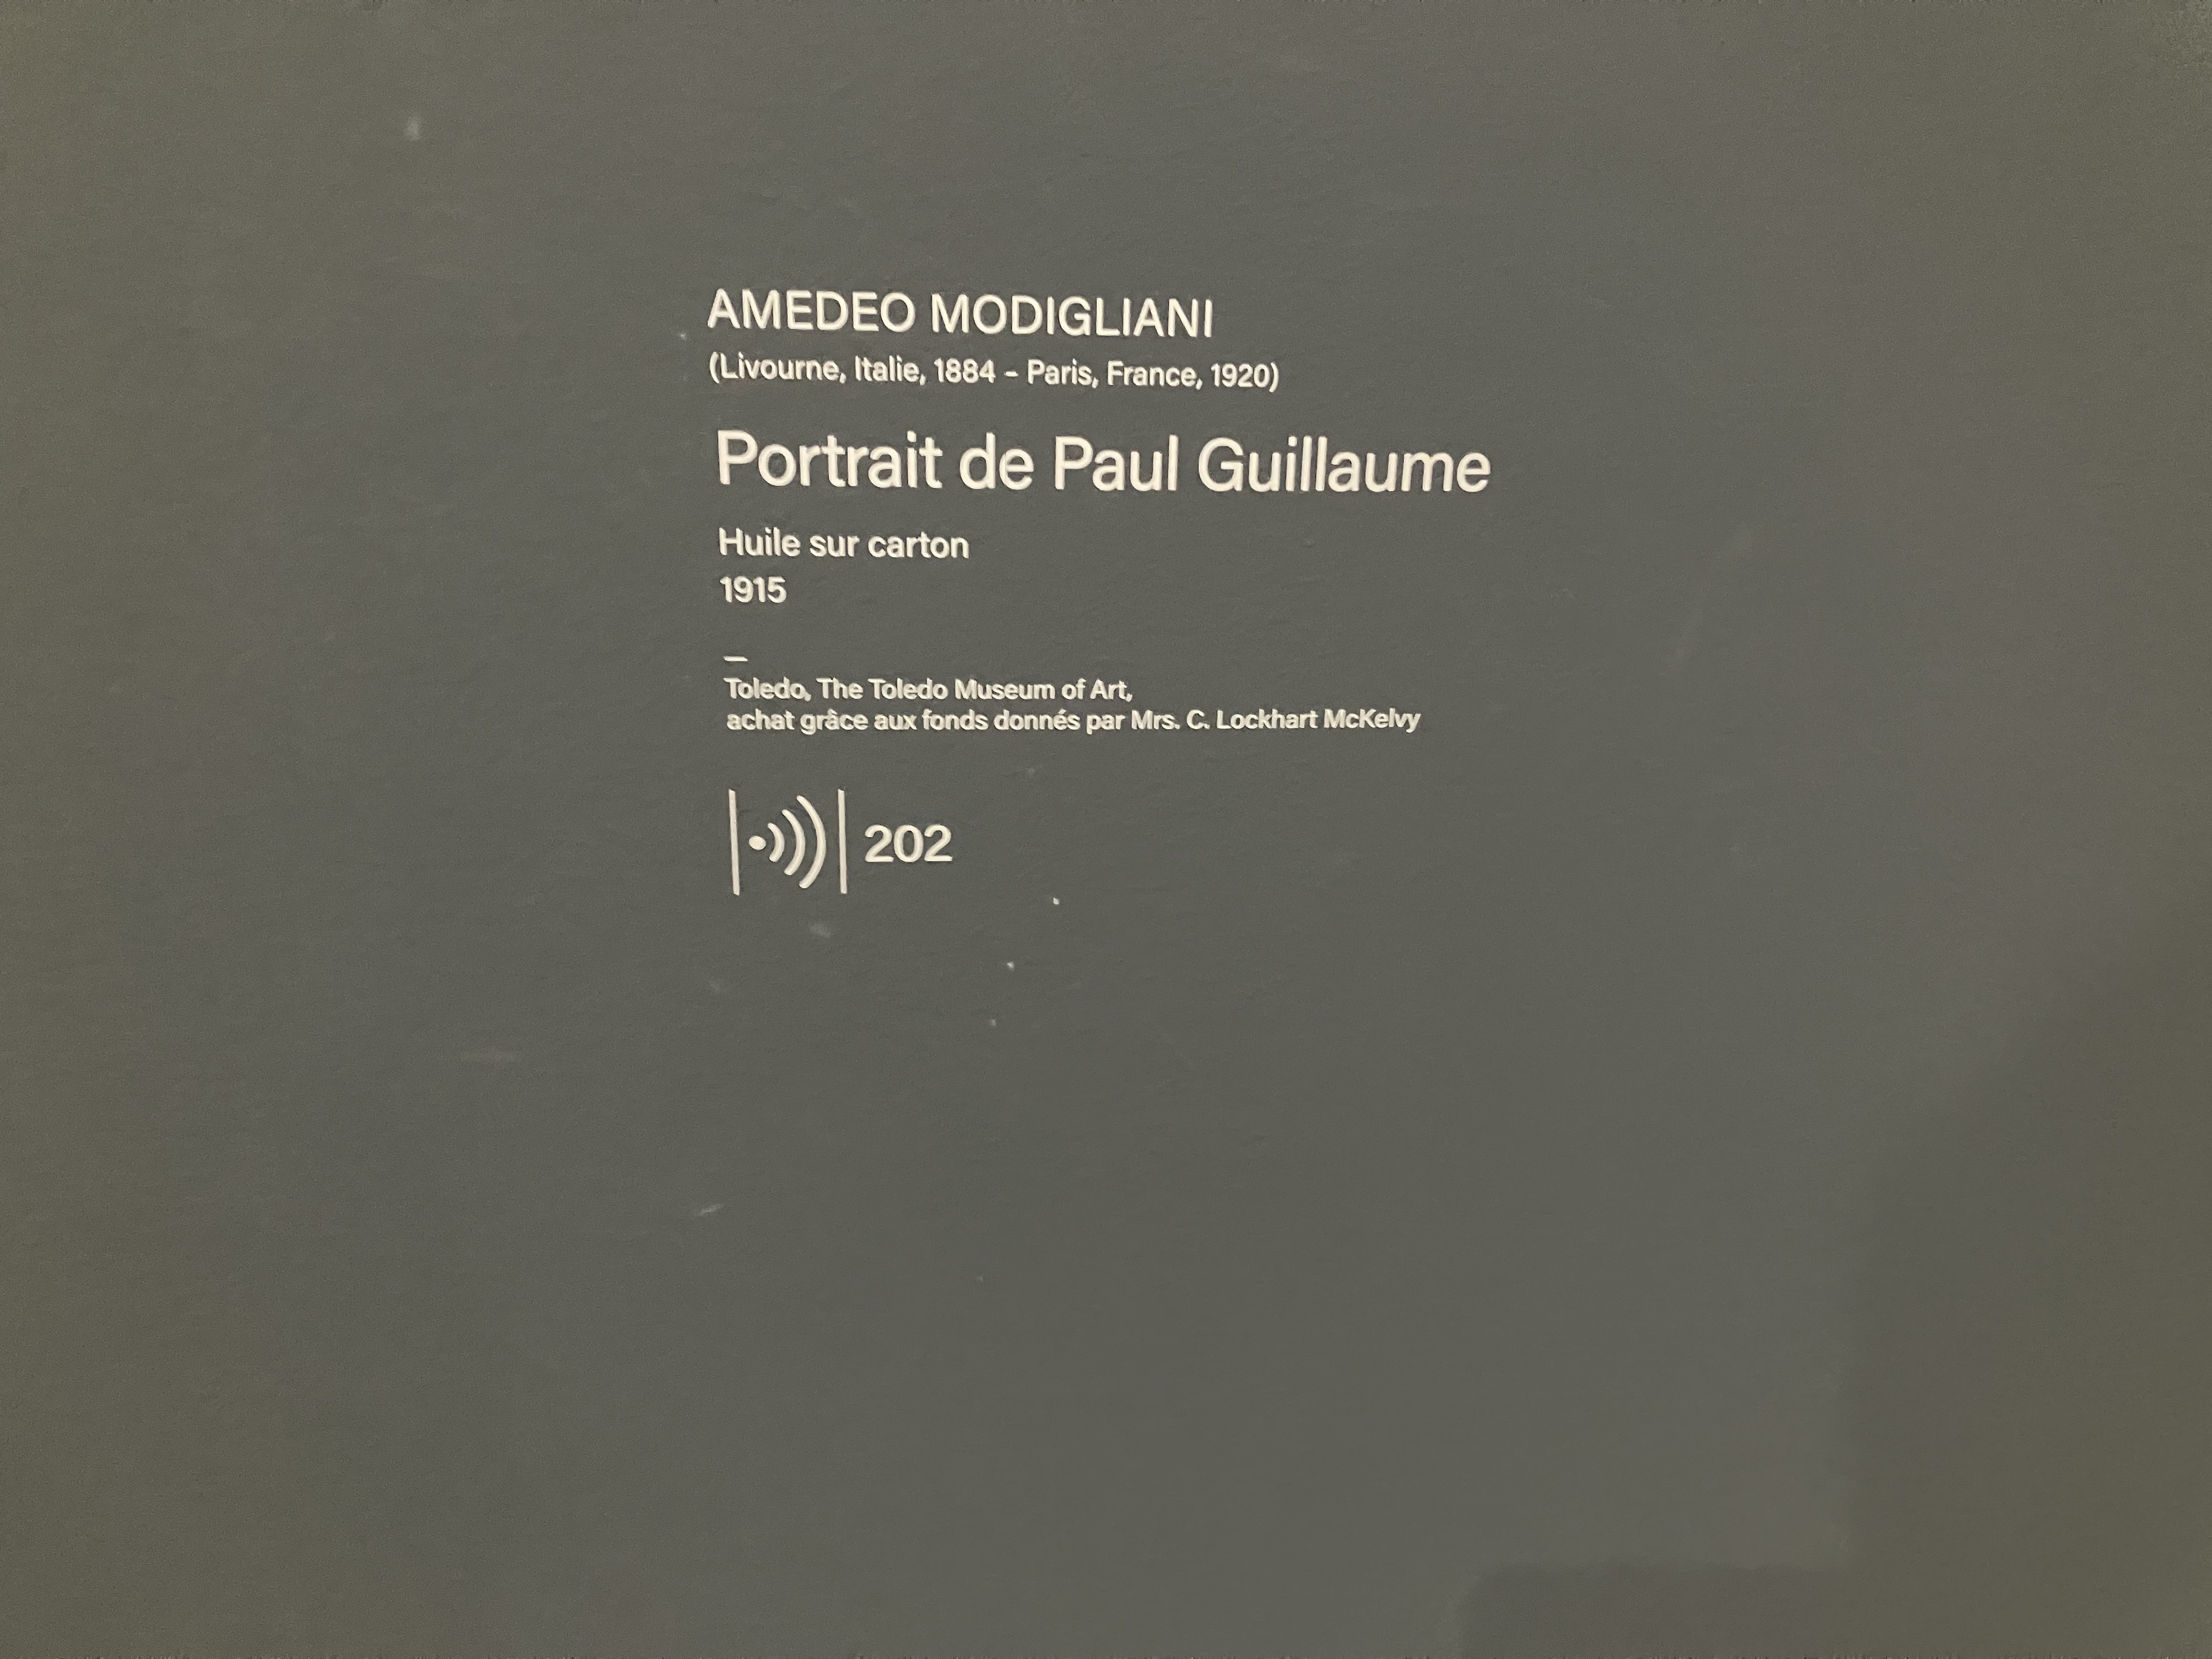 AMEDEO MODIGLIANI
(Livourne, Italie, 1884 – Paris, France, 1920)
Portrait de Paul Guillaume
Huile sur carton
1915
—
Toledo, The Toledo Museum of Art,
achat grâce aux fonds donnés par Mrs. C. Lockhart McKelvy
202